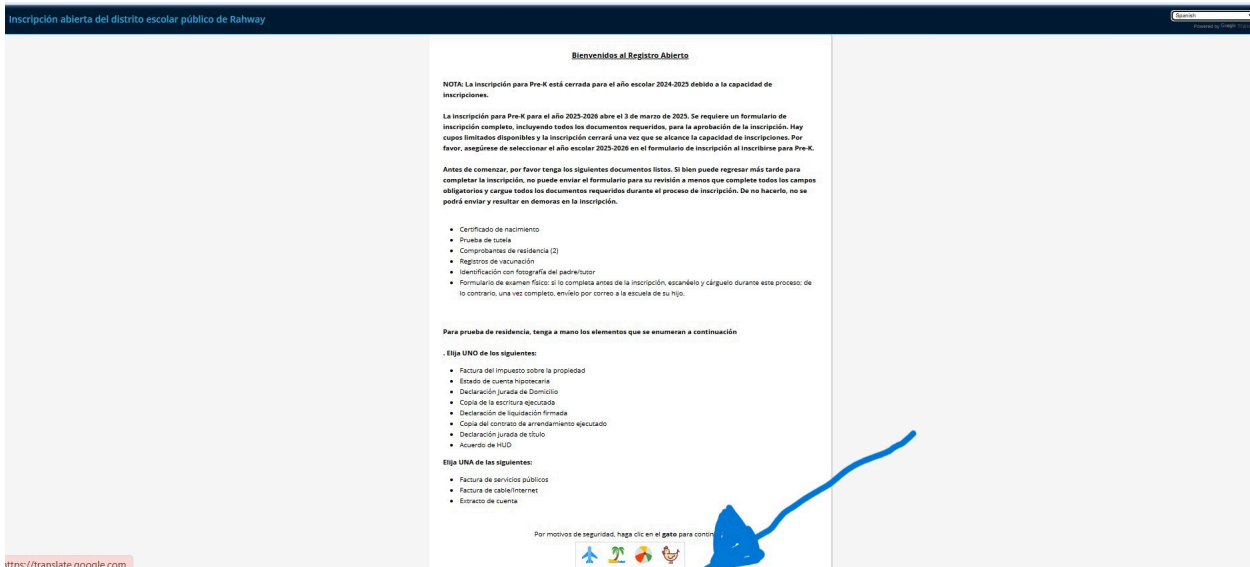 Inscripción abierta del distrito escolar público de Rahway
Spanish
Powered by Google
Bienvenidos al Registro Abierto
NOTA: La inscripción para Pre-K está cerrada para el año escolar 2024-2025 debido a la capacidad de
inscripciones.
La inscripción para Pre-K para el año 2025-2026 abre el 3 de marzo de 2025. Se requiere un formulario de
inscripción completo, incluyendo todos los documentos requeridos, para la aprobación de la inscripción. Hay
cupos limitados disponibles y la inscripción cerrará una vez que se alcance la capacidad de inscripciones. Por
favor, asegúrese de seleccionar el año escolar 2025-2026 en el formulario de inscripción al inscribirse para Pre-K.
Antes de comenzar, por favor tenga los siguientes documentos listos. Si bien puede regresar más tarde para
completar la inscripción, no puede enviar el formulario para su revisión a menos que complete todos los campos
obligatorios y cargue todos los documentos requeridos durante el proceso de inscripción. De no hacerlo, no se
podrá enviar y resultar en demoras en la inscripción.
Certificado de nacimiento
Prueba de tutela
Comprobantes de residencia (2)
Registros de vacunación
Identificación con fotografía del padre/tutor
Formulario de examen físico: si lo completa antes de la inscripción, escanéelo y cárguelo durante este proceso; de
lo contrario, una vez completo, envíelo por correo a la escuela de su hijo.
Para prueba de residencia, tenga a mano los elementos que se enumeran a continuación
. Elija UNO de los siguientes:
Factura del impuesto sobre la propiedad
Estado de cuenta hipotecaria
Declaración Jurada de Domicilio
Copia de la escritura ejecutada
Declaración de liquidación firmada
Copia del contrato de arrendamiento ejecutado
Declaración jurada de título
Acuerdo de HUD
Elija UNA de las siguientes:
Factura de servicios públicos
Factura de cable/Internet
Extracto de cuenta
Por motivos de seguridad, haga clic en el gato para contin
ttps://translate.google.com